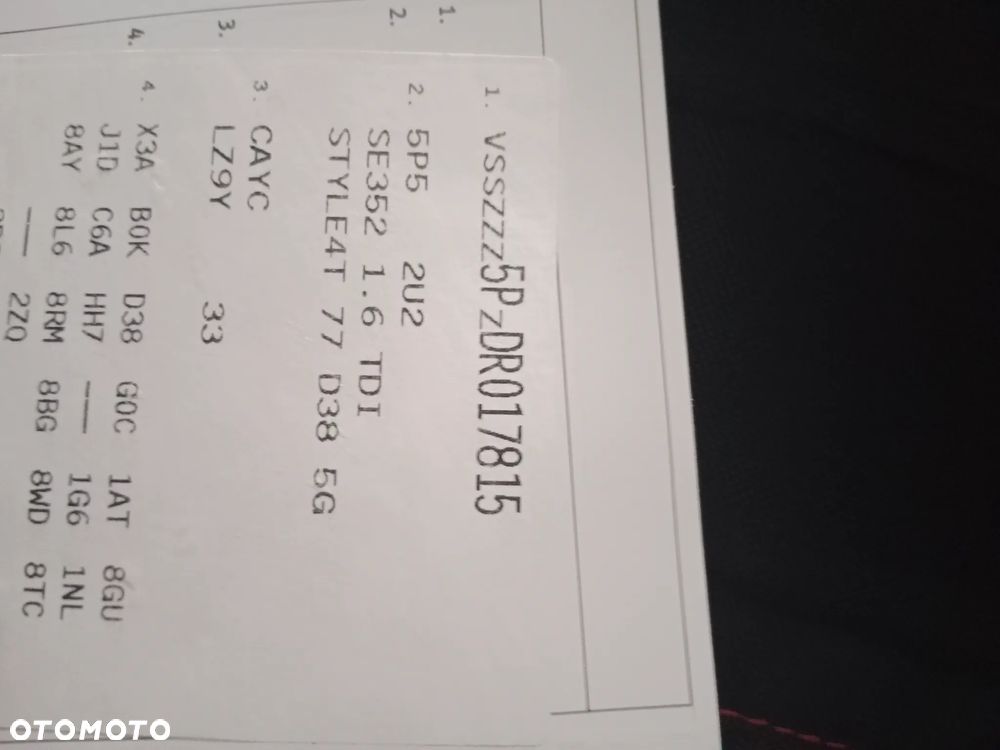 1.
2.
3.
4.
1. VSSZZZ5PZDR017815
2. 5P5 2U2
SE352 1.6 TDI
STYLE4T 77 D38 5G
3. CAYC
LZ9Y 33
4. X3A B0K D38 G0C 1AT 8GU
J1D C6A HH7 —— 1G6 1NL
8AY 8L6 8RM 8BG 8WD 8TC
—— 2ZQ
OTOMOTO